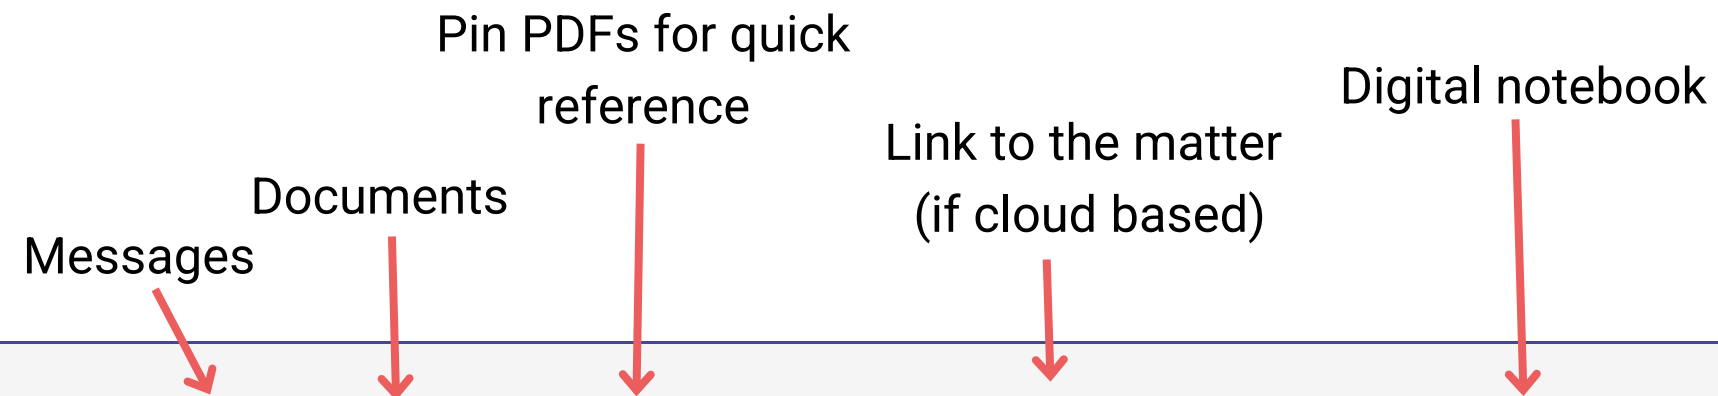 Messages
Documents
Pin PDFs for quick
reference
Link to the matter
(if cloud based)
Digital notebook